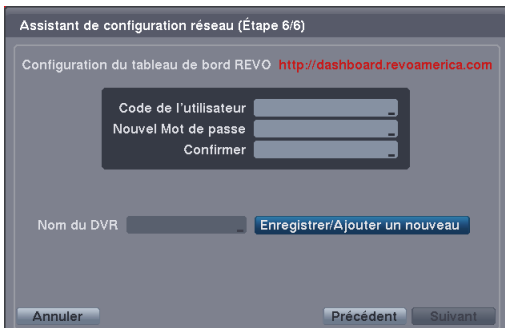 Assistant de configuration réseau (Étape 6/6)
Configuration du tableau de bord REVO http://dashboard.revoamerica.com
Code de l'utilisateur
Nouvel Mot de passe
Confirmer
Nom du DVR Enregistrer/Ajouter un nouveau
Annuler Précédent Suivant